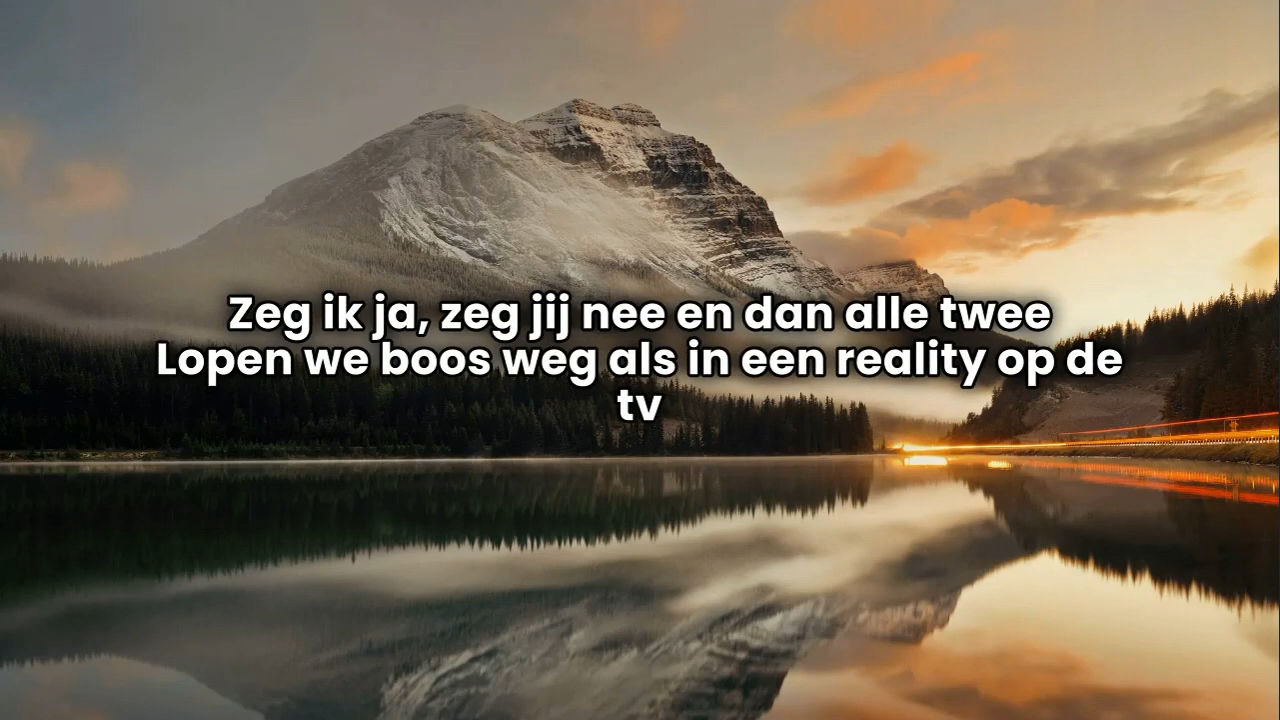 Zeg ik ja, zeg jij nee en dan alle twee
Lopen we boos weg als in een reality op de
tv